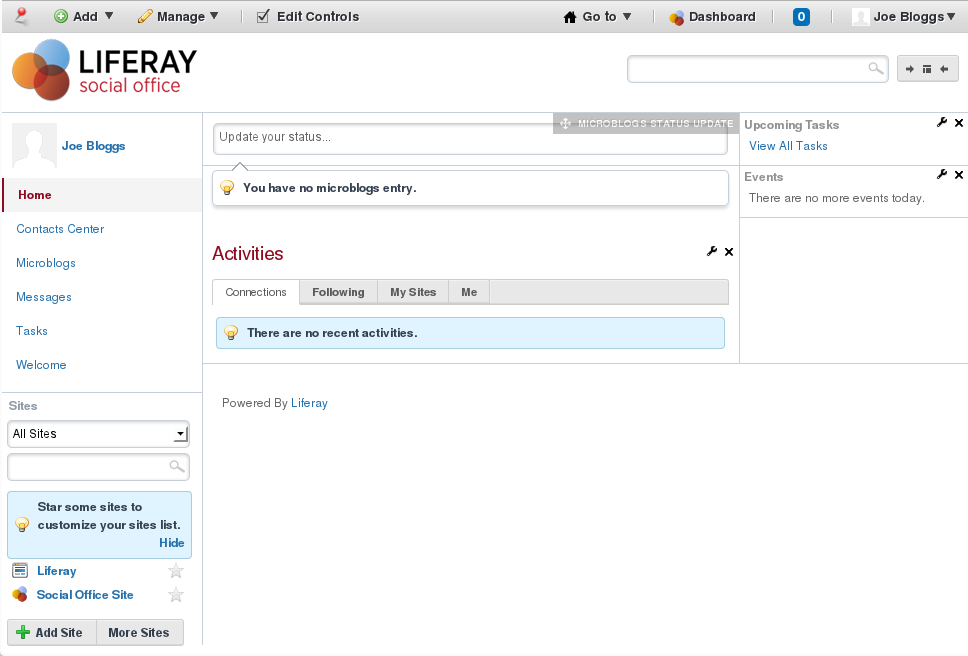 Add Manage Edit Controls Go to Dashboard 0 Joe Bloggs
LIFERAY
social office
Joe Bloggs
Home
Contacts Center
Microblogs
Messages
Tasks
Welcome
Sites
All Sites
Star some sites to
customize your sites list.
Hide
Liferay
Social Office Site
Add Site More Sites
MICROBLOGS STATUS UPDATE
Update your status...
You have no microblogs entry.
Activities
Connections Following My Sites Me
There are no recent activities.
Powered By Liferay
Upcoming Tasks
View All Tasks
Events
There are no more events today.